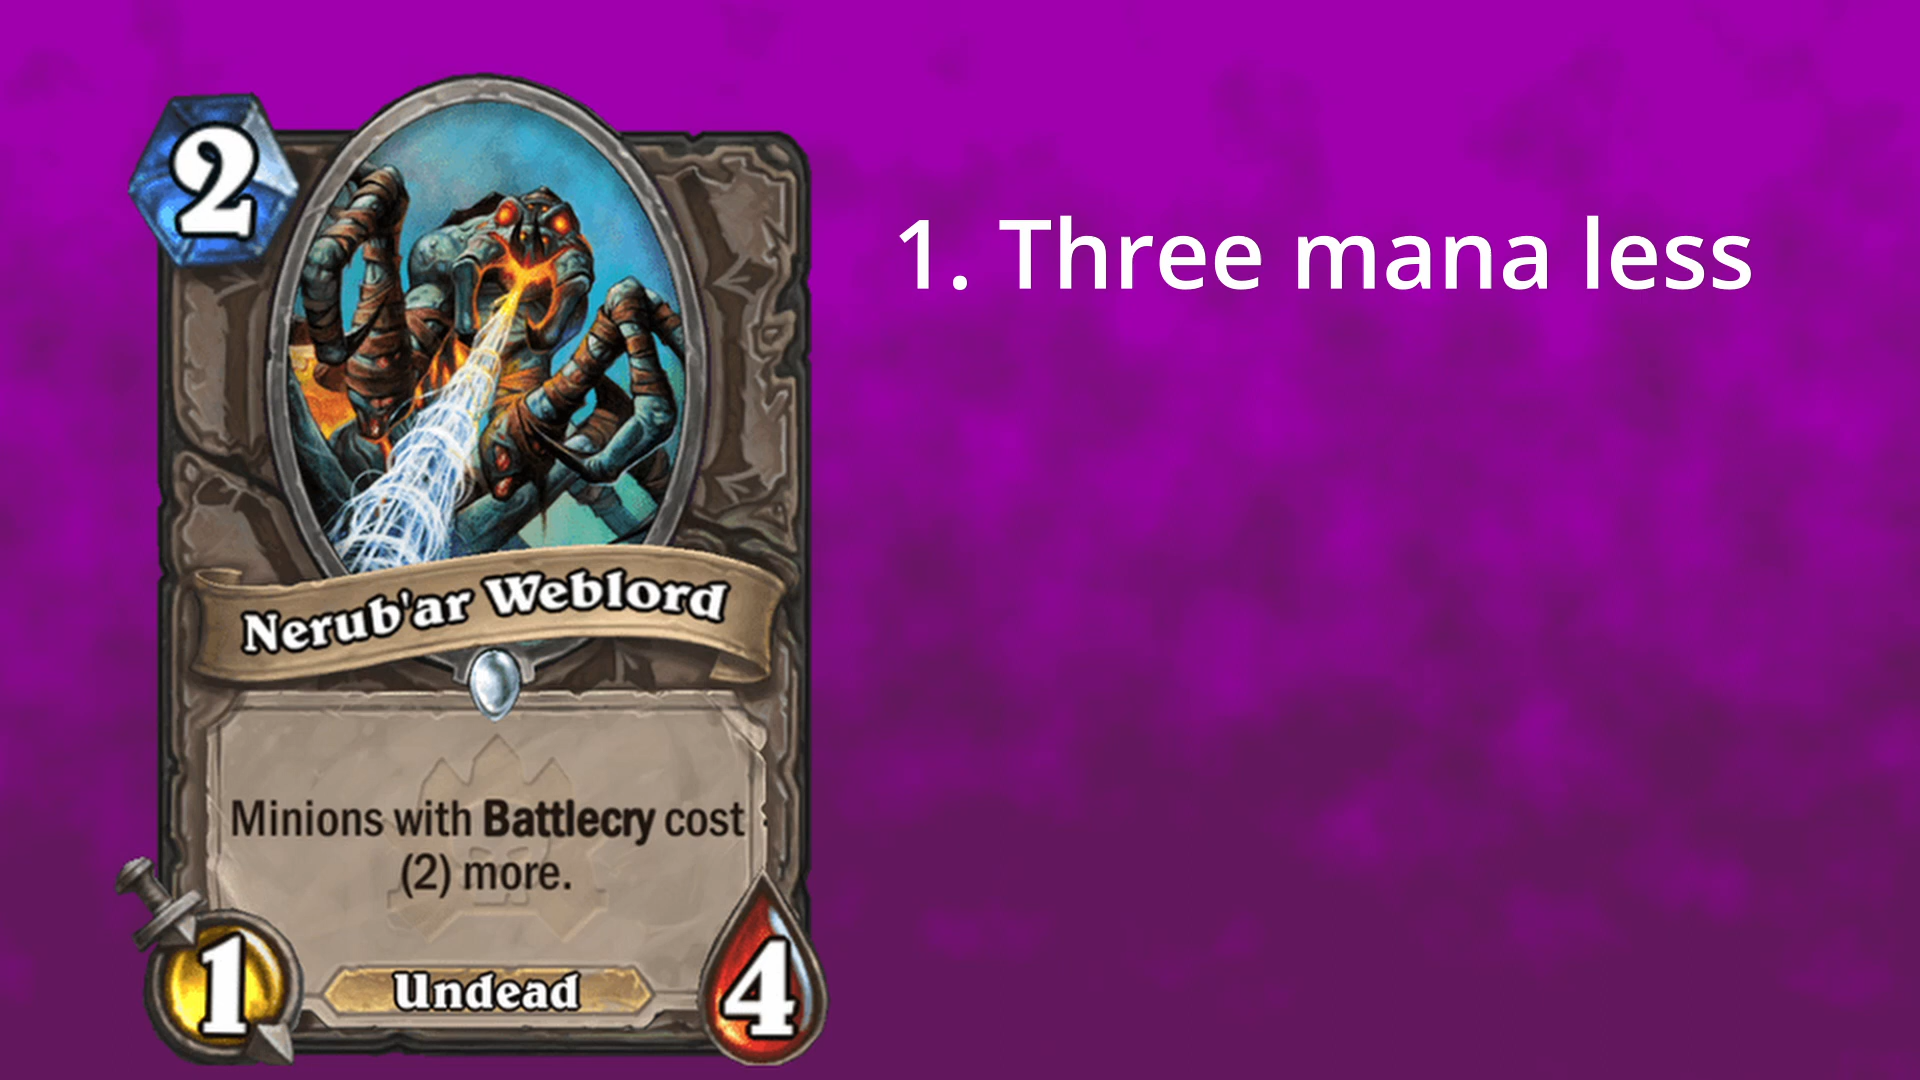 2
1. Three mana less
Nerub'ar Weblord
Minions with Battlecry cost
(2) more.
1
Undead
4